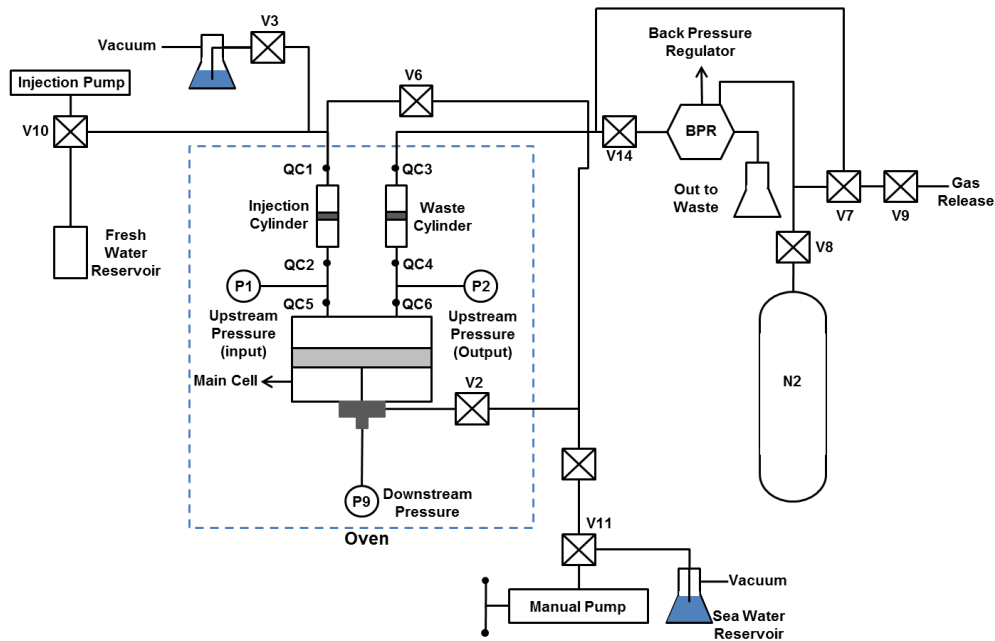 V3
Vacuum
Back Pressure
Regulator
Injection Pump
V6
V10
BPR
V14
QC1
QC3
Out to
Waste
Gas
Release
V7
V9
Injection
Cylinder
Waste
Cylinder
Fresh
Water
Reservoir
V8
QC2
QC4
P1
P2
QC5
QC6
Upstream
Pressure
(input)
Upstream
Pressure
(Output)
Main Cell
V2
N2
P9
Downstream
Pressure
Oven
V11
Vacuum
Manual Pump
Sea Water
Reservoir